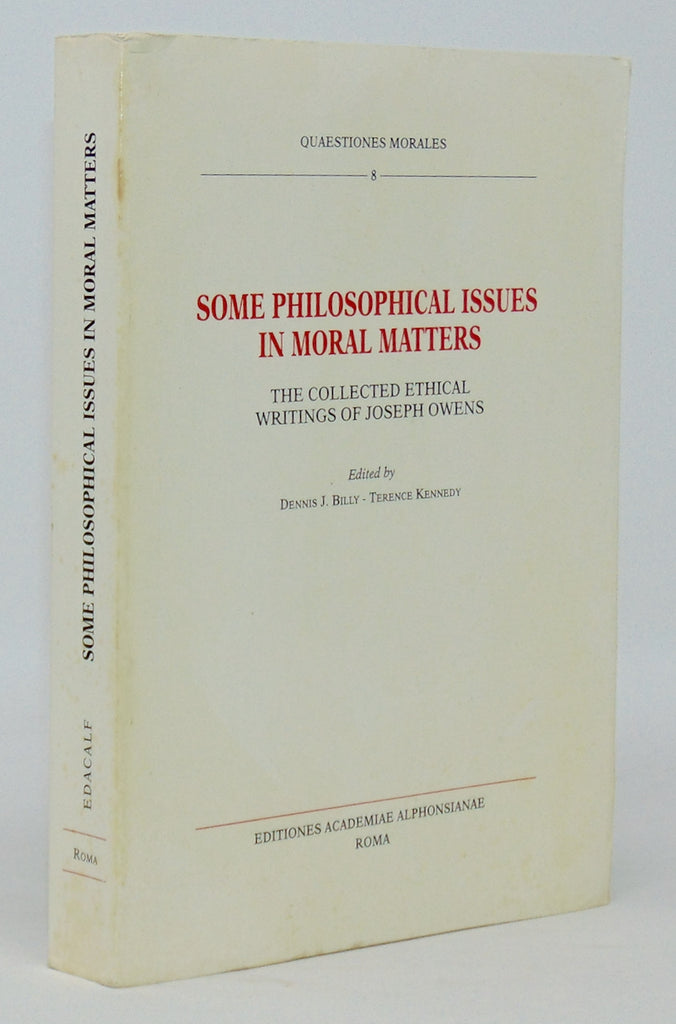 QUAESTIONES MORALES
8
SOME PHILOSOPHICAL ISSUES
IN MORAL MATTERS
THE COLLECTED ETHICAL
WRITINGS OF JOSEPH OWENS
Edited by
DENNIS J. BILLY - TERENCE KENNEDY
EDITIONES ACADEMIAE ALPHONSIANAE
ROMA
SOME PHILOSOPHICAL ISSUES IN MORAL MATTERS
EDACALF
ROMA